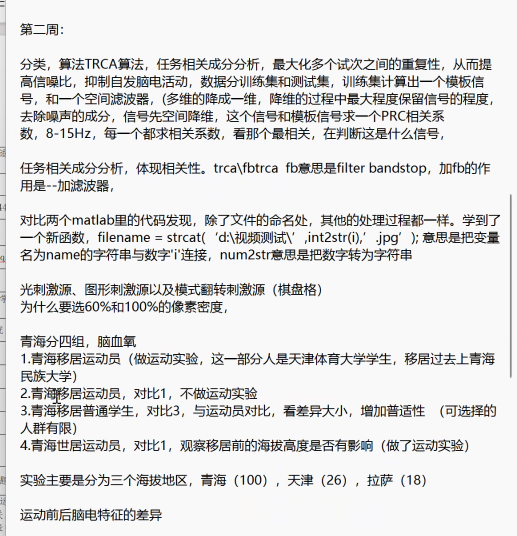 第二周：
分类，算法TRCA算法，任务相关成分分析，最大化多个试次之间的重复性，从而提
高信噪比，抑制自发脑电活动，数据分训练集和测试集，训练集计算出一个模板信
号，和一个空间滤波器，(多维的降成一维，降维的过程中最大程度保留信号的程度，
去除噪声的成分，信号先空间降维，这个信号和模板信号求一个PRC相关系
数，8-15Hz，每一个都求相关系数，看那个最相关，在判断这是什么信号，
任务相关成分分析，体现相关性。trca\fbtrca  fb意思是filter bandstop，加fb的作
用是--加滤波器，
对比两个matlab里的代码发现，除了文件的命名处，其他的处理过程都一样。学到了
一个新函数，filename = strcat(‘d:\视频测试\’,int2str(i),’.jpg’); 意思是把变量
名为name的字符串与数字'i'连接，num2str意思是把数字转为字符串
光刺激源、图形刺激源以及模式翻转刺激源（棋盘格）
为什么要选60%和100%的像素密度，
青海分四组，脑血氧
1.青海移居运动员（做运动实验，这一部分人是天津体育大学学生，移居过去上青海
民族大学）
2.青海移居运动员，对比1，不做运动实验
3.青海移居普通学生，对比3，与运动员对比，看差异大小，增加普适性 （可选择的
人群有限）
4.青海世居运动员，对比1，观察移居前的海拔高度是否有影响（做了运动实验）
实验主要是分为三个海拔地区，青海（100），天津（26），拉萨（18）
运动前后脑电特征的差异